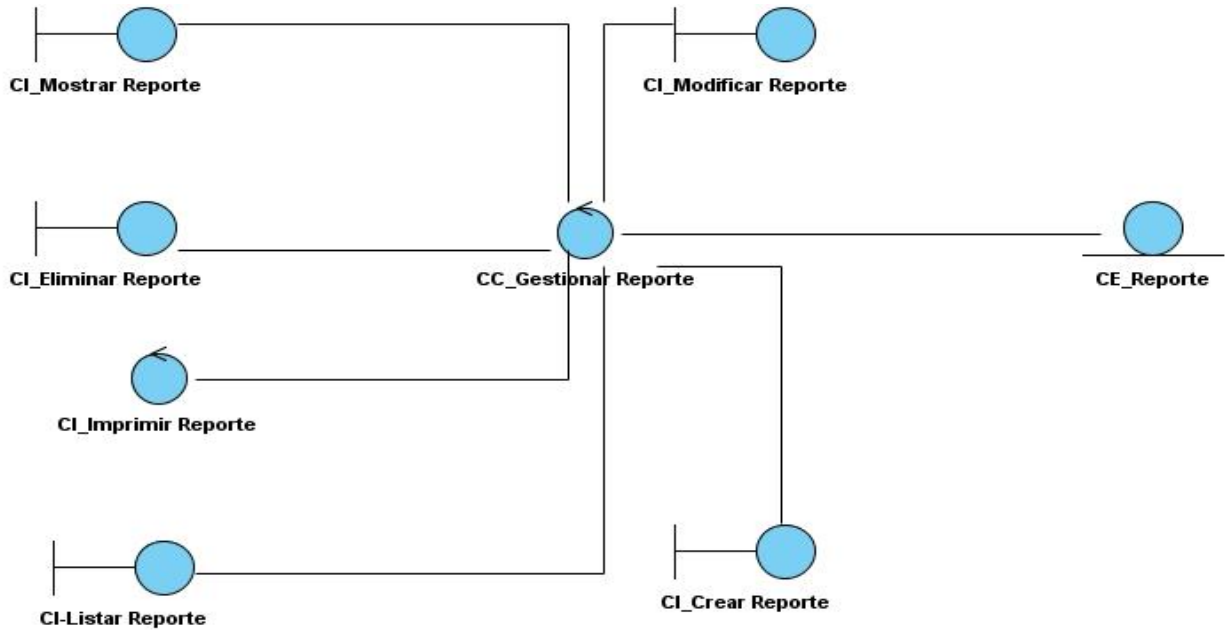 CI_Mostrar Reporte
CI_Modificar Reporte
CI_Eliminar Reporte
CC_Gestionar Reporte
CE_Reporte
CI_Imprimir Reporte
CI-Listar Reporte
CI_Crear Reporte